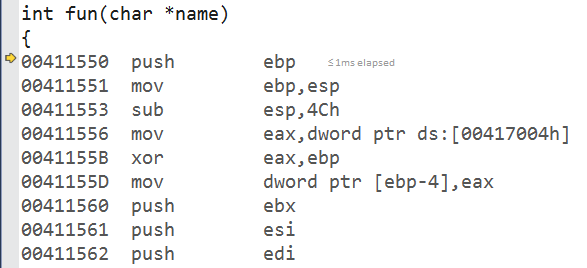 int fun(char *name)
{
00411550 push ebp ≤1ms elapsed
00411551 mov ebp,esp
00411553 sub esp,4Ch
00411556 mov eax,dword ptr ds:[00417004h]
0041155B xor eax,ebp
0041155D mov dword ptr [ebp-4],eax
00411560 push ebx
00411561 push esi
00411562 push edi